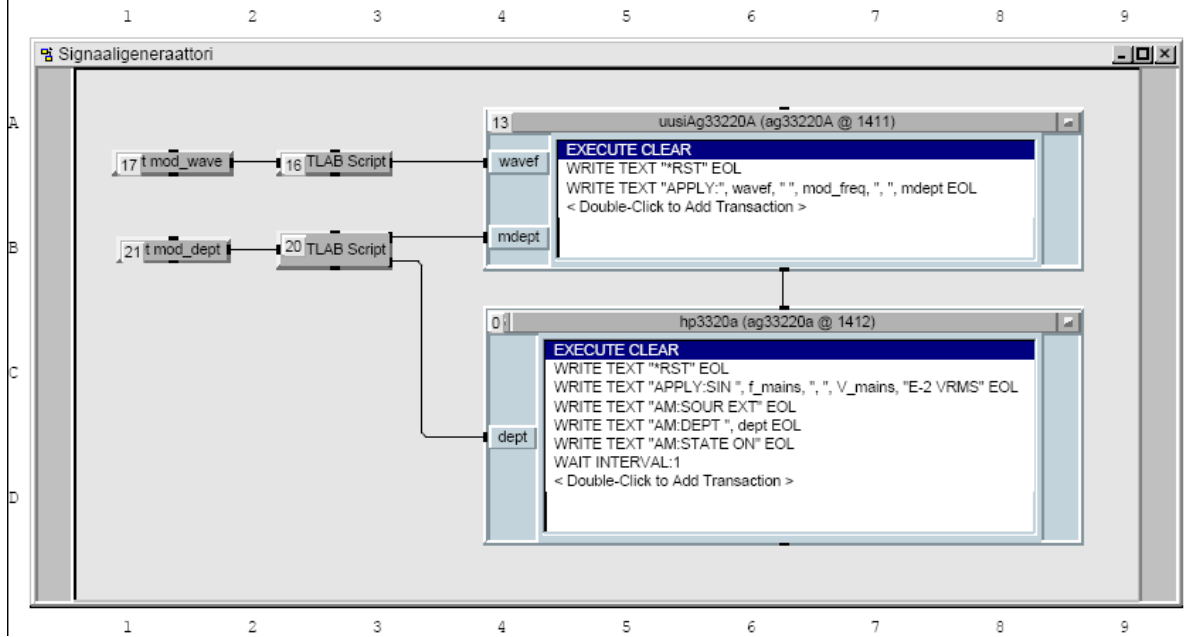 1 2 3 4 5 6 7 8 9
Signaaligeneraattori
A
13 uusiAg33220A (ag33220A @ 1411)
17 t mod_wave
16 TLAB Script
wavef
EXECUTE CLEAR
WRITE TEXT "*RST" EOL
WRITE TEXT "APPLY:", wavef, " ", mod_freq, ", ", mdept EOL
< Double-Click to Add Transaction >
B
21 t mod_dept
20 TLAB Script
mdept
0 hp3320a (ag33220a @ 1412)
C
EXECUTE CLEAR
WRITE TEXT "*RST" EOL
WRITE TEXT "APPLY:SIN ", f_mains, ", ", V_mains, "E-2 VRMS" EOL
WRITE TEXT "AM:SOUR EXT" EOL
WRITE TEXT "AM:DEPT ", dept EOL
dept
WRITE TEXT "AM:STATE ON" EOL
WAIT INTERVAL:1
< Double-Click to Add Transaction >
D
1 2 3 4 5 6 7 8 9